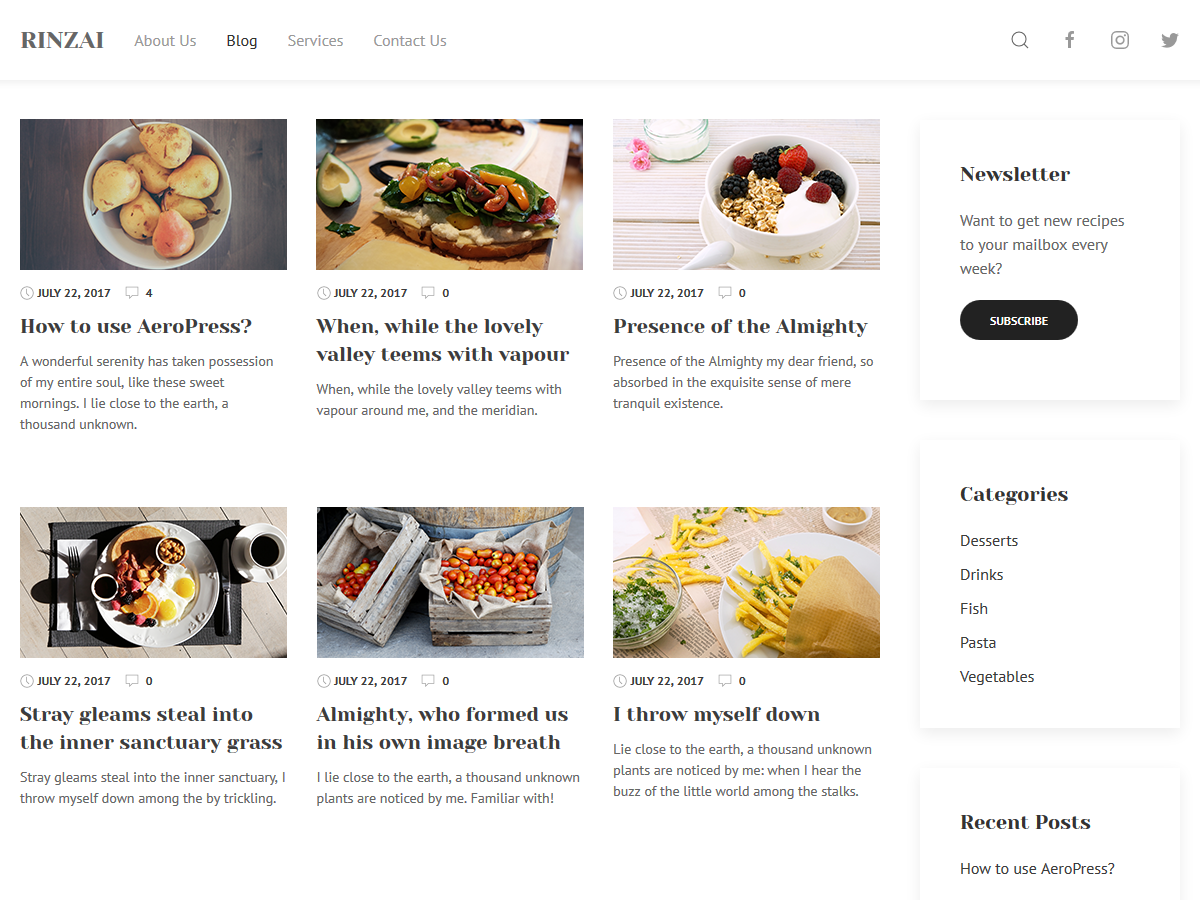 RINZAI
About Us
Blog
Services
Contact Us
JULY 22, 2017 4
How to use AeroPress?
A wonderful serenity has taken possession
of my entire soul, like these sweet
mornings. I lie close to the earth, a
thousand unknown.
JULY 22, 2017 0
When, while the lovely
valley teems with vapour
When, while the lovely valley teems with
vapour around me, and the meridian.
JULY 22, 2017 0
Presence of the Almighty
Presence of the Almighty my dear friend, so
absorbed in the exquisite sense of mere
tranquil existence.
JULY 22, 2017 0
Stray gleams steal into
the inner sanctuary grass
Stray gleams steal into the inner sanctuary, I
throw myself down among the by trickling.
JULY 22, 2017 0
Almighty, who formed us
in his own image breath
I lie close to the earth, a thousand unknown
plants are noticed by me. Familiar with!
JULY 22, 2017 0
I throw myself down
Lie close to the earth, a thousand unknown
plants are noticed by me: when I hear the
buzz of the little world among the stalks.
Newsletter
Want to get new recipes
to your mailbox every
week?
SUBSCRIBE
Categories
Desserts
Drinks
Fish
Pasta
Vegetables
Recent Posts
How to use AeroPress?